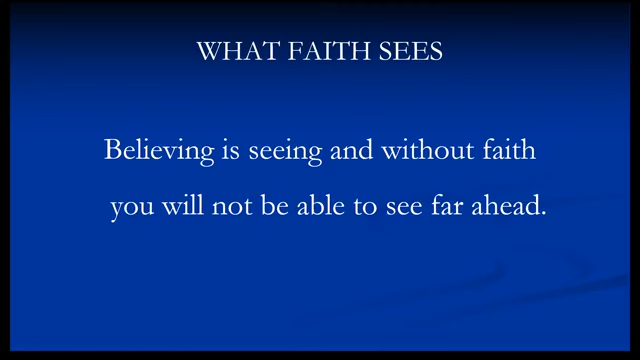 WHAT FAITH SEES
Believing is seeing and without faith
you will not be able to see far ahead.